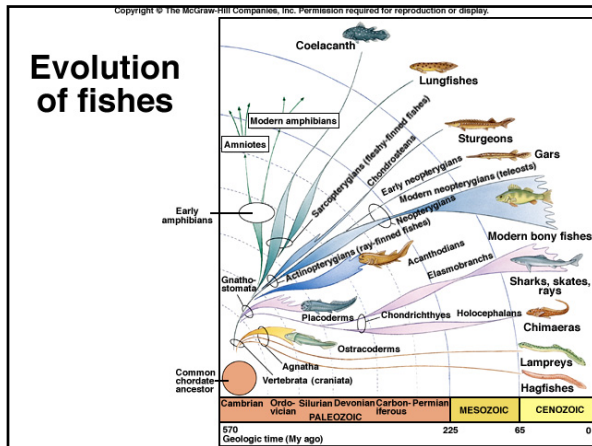 Copyright © The McGraw-Hill Companies, Inc. Permission required for reproduction or display.
Evolution
of fishes
Coelacanth
Lungfishes
Modern amphibians
Amniotes
Sarcopterygians (fleshy-finned fishes)
Chondrosteans
Sturgeons
Gars
Early neopterygians
Modern neopterygians (teleosts)
Neopterygians
Early
amphibians
Modern bony fishes
Actinopterygians (ray-finned fishes)
Acanthodians
Elasmobranchs
Gnatho-
stomata
Sharks, skates,
rays
Placoderms
Chondrichthyes
Holocephalans
Chimaeras
Ostracoderms
Agnatha
Vertebrata (craniata)
Lampreys
Common
chordate
ancestor
Hagfishes
Cambrian
Ordo-
vician
Silurian
Devonian
Carbon-
iferous
Permian
PALEOZOIC
MESOZOIC
CENOZOIC
570
225
65
0
Geologic time (My ago)